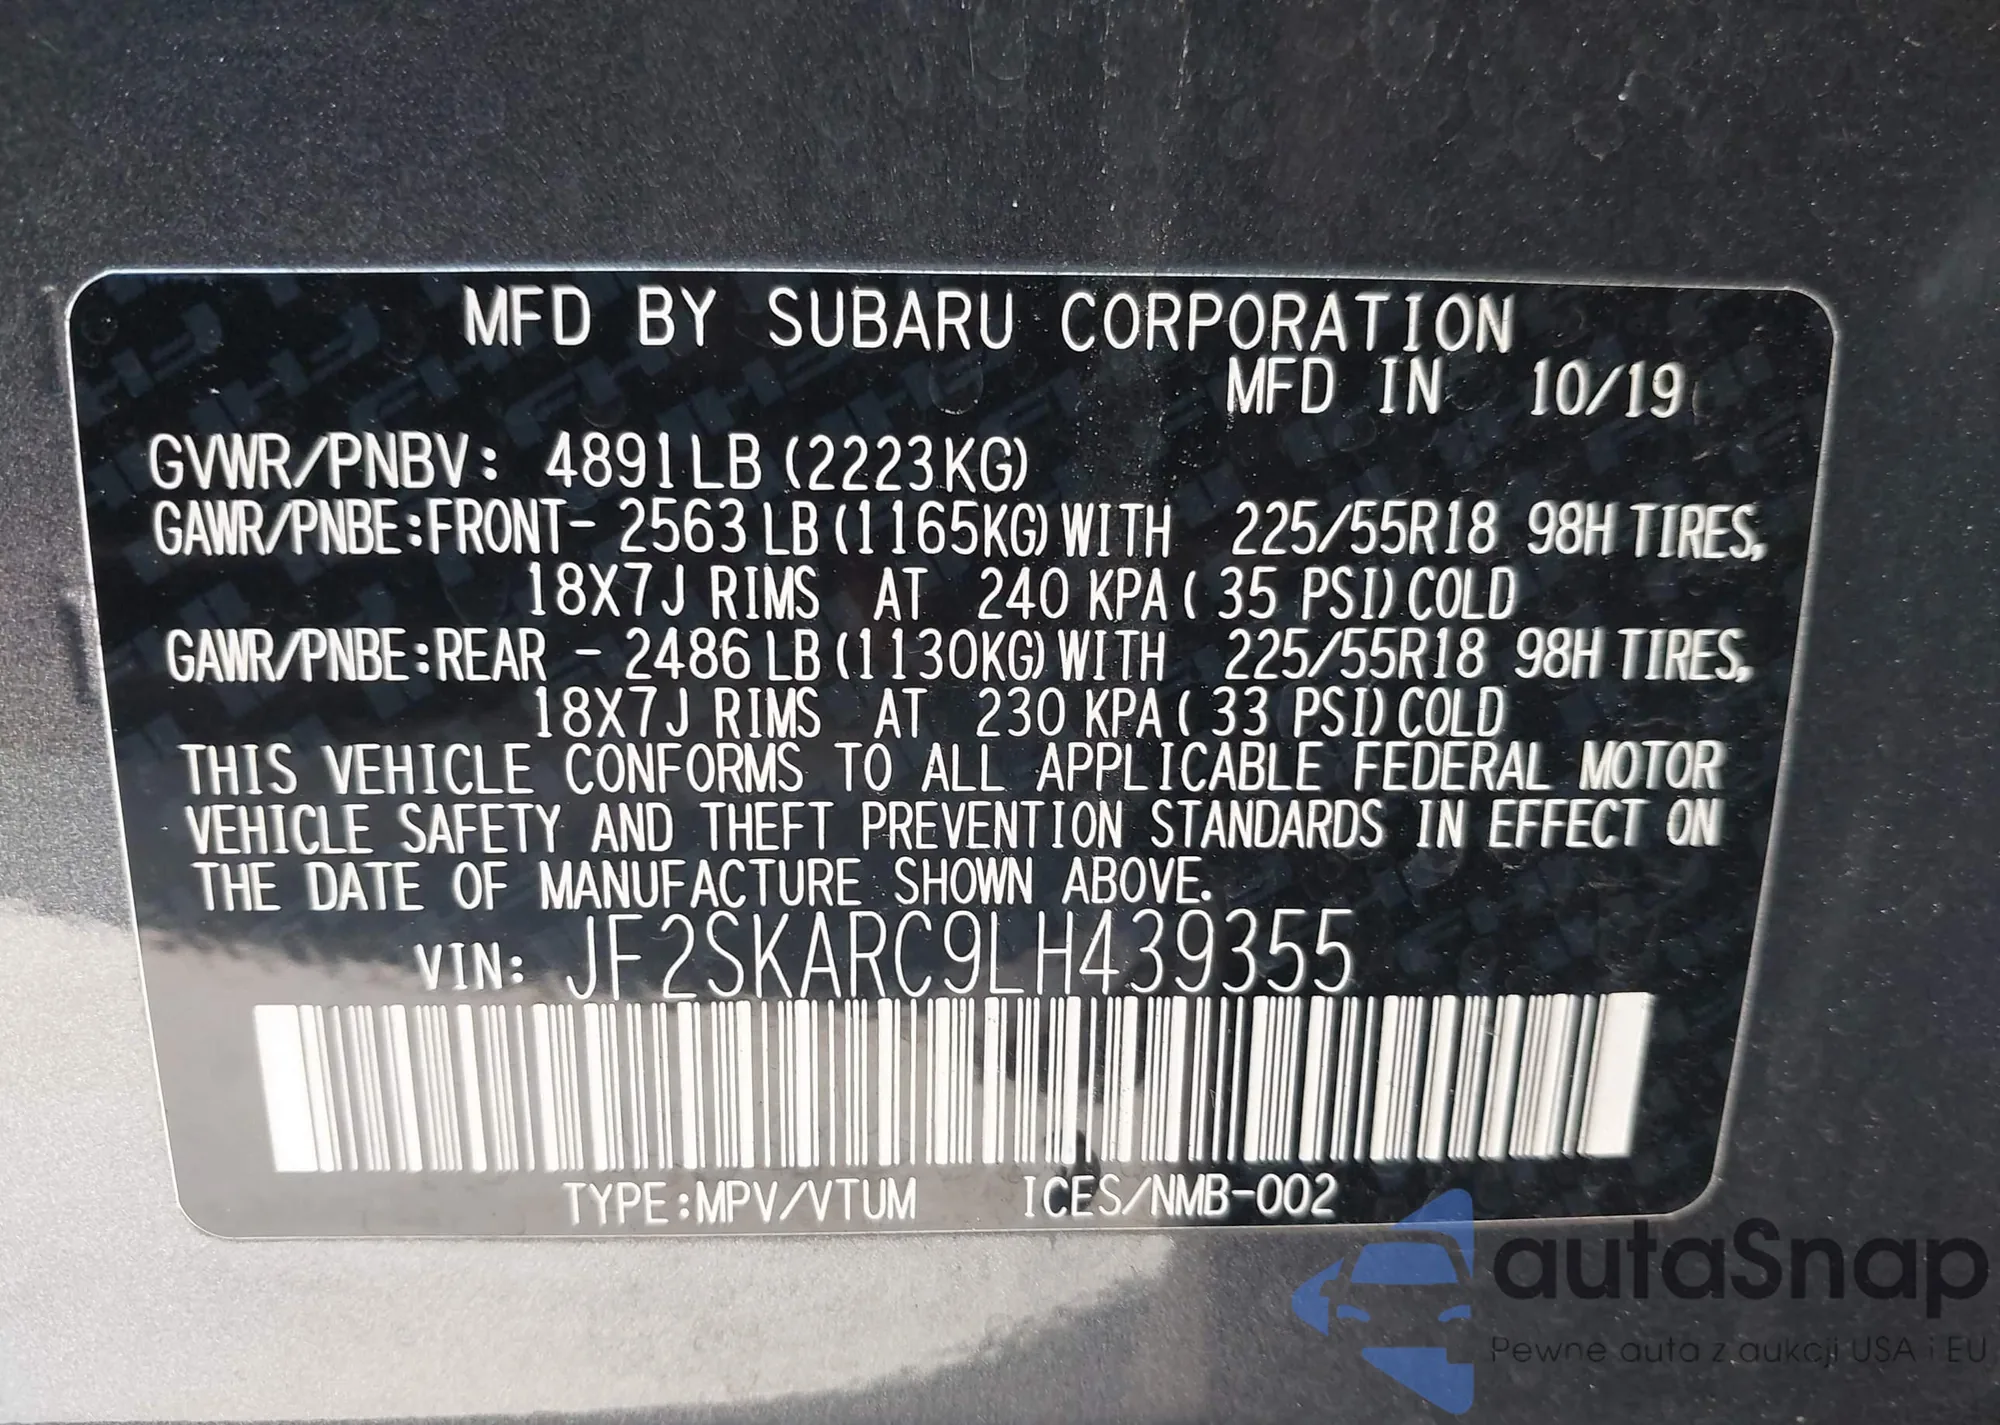 MFD BY SUBARU CORPORATION
MFD IN 10/19
GVWR/PNBV: 4891LB (2223KG)
GAWR/PNBE:FRONT- 2563LB (1165KG)WITH 225/55R18 98H TIRES,
18X7J RIMS AT 240 KPA( 35 PSI)COLD
GAWR/PNBE:REAR - 2486LB (1130KG)WITH 225/55R18 98H TIRES,
18X7J RIMS AT 230 KPA( 33 PSI)COLD
THIS VEHICLE CONFORMS TO ALL APPLICABLE FEDERAL MOTOR
VEHICLE SAFETY AND THEFT PREVENTION STANDARDS IN EFFECT ON
THE DATE OF MANUFACTURE SHOWN ABOVE.
VIN: JF2SKARC9LH439355
TYPE:MPV/VTUM ICES/NMB-002
autaSnap
Pewne auta z aukcji USA i EU